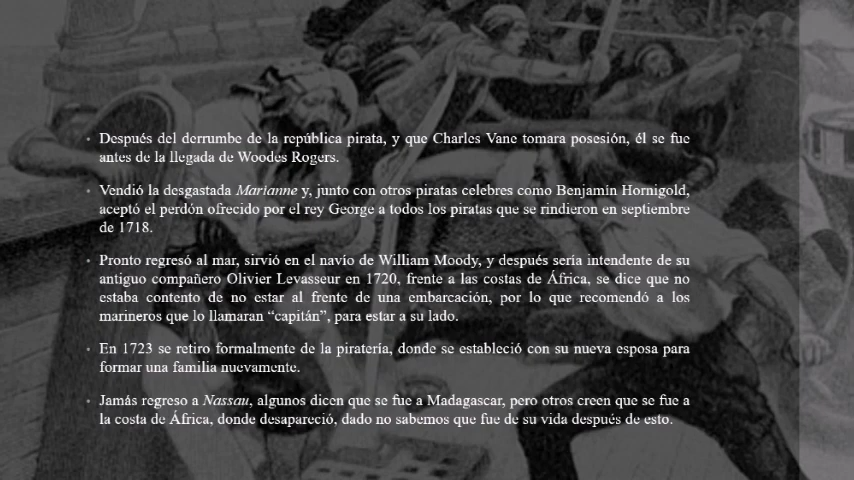 • Después del derrumbe de la república pirata, y que Charles Vane tomara posesión, él se fue
antes de la llegada de Woodes Rogers.
• Vendió la desgastada Marianne y, junto con otros piratas celebres como Benjamín Hornigold,
aceptó el perdón ofrecido por el rey George a todos los piratas que se rindieron en septiembre
de 1718.
• Pronto regresó al mar, sirvió en el navío de William Moody, y después sería intendente de su
antiguo compañero Olivier Levasseur en 1720, frente a las costas de África, se dice que no
estaba contento de no estar al frente de una embarcación, por lo que recomendó a los
marineros que lo llamaran “capitán”, para estar a su lado.
• En 1723 se retiro formalmente de la piratería, donde se estableció con su nueva esposa para
formar una familia nuevamente.
• Jamás regreso a Nassau, algunos dicen que se fue a Madagascar, pero otros creen que se fue a
la costa de África, donde desapareció, dado no sabemos que fue de su vida después de esto.